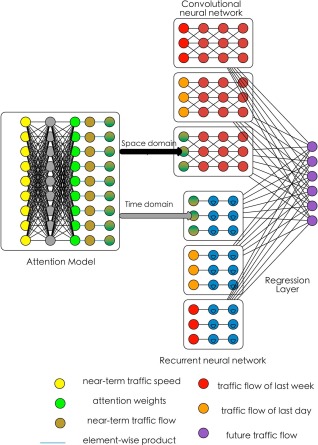 Convolutional
neural network
Space domain
Time domain
Attention Model
Regression
Layer
Recurrent neural network
near-term traffic speed
attention weights
near-term traffic flow
element-wise product
traffic flow of last week
traffic flow of last day
future traffic flow